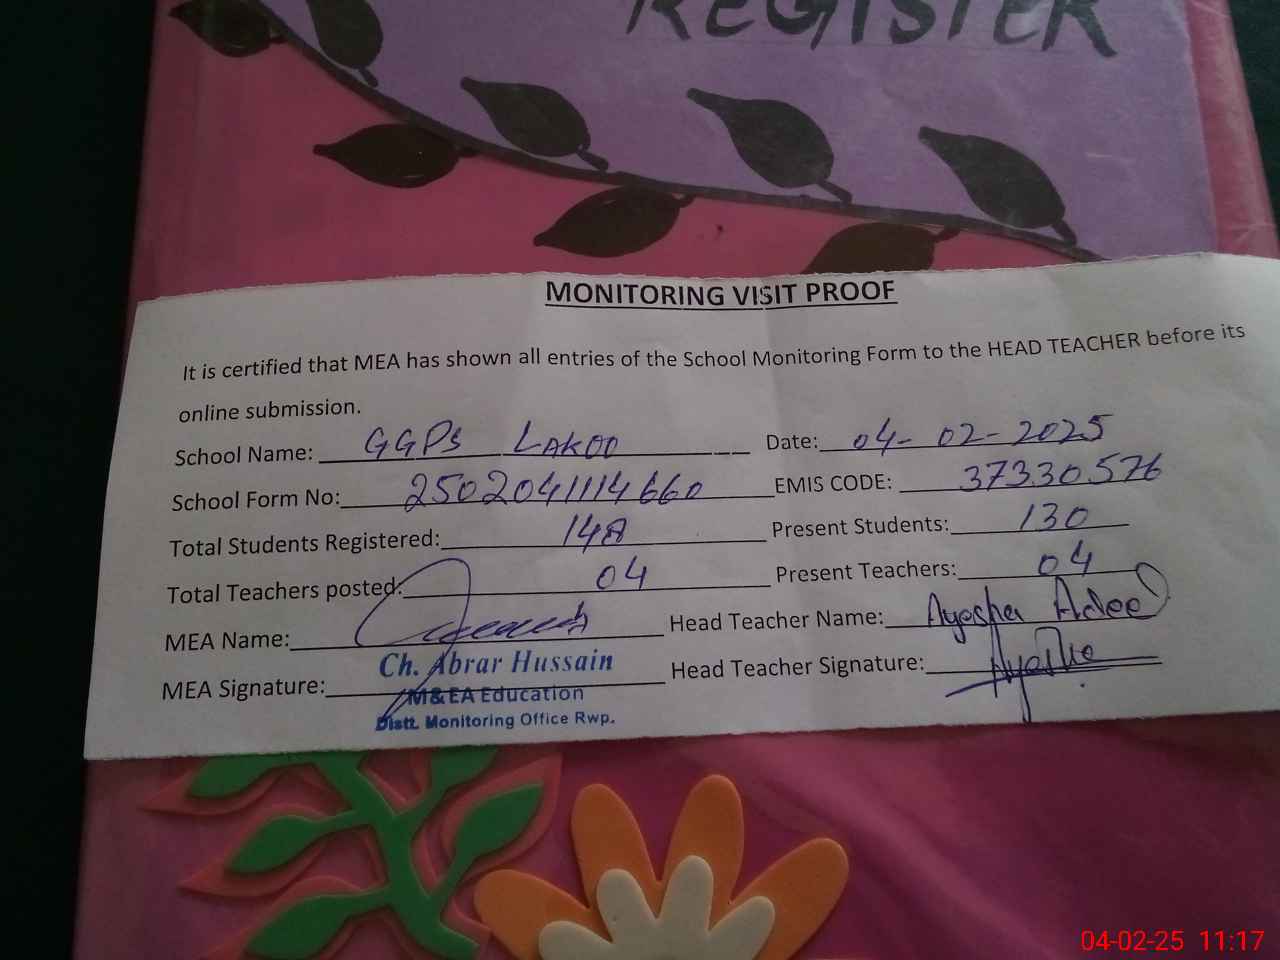 REGISTER
MONITORING VISIT PROOF
It is certified that MEA has shown all entries of the School Monitoring Form to the HEAD TEACHER before its
online submission.
School Name: GGPS LAKOO Date: 04-02-2025
School Form No: 2502041114660 EMIS CODE: 37330576
Total Students Registered: 148 Present Students: 130
Total Teachers posted: 04 Present Teachers: 04
MEA Name: Head Teacher Name: Ayesha Adeel
Ch. Abrar Hussain
MEA Signature: Head Teacher Signature: Ayesha
M&EA Education
Distt. Monitoring Office Rwp.
04-02-25 11:17